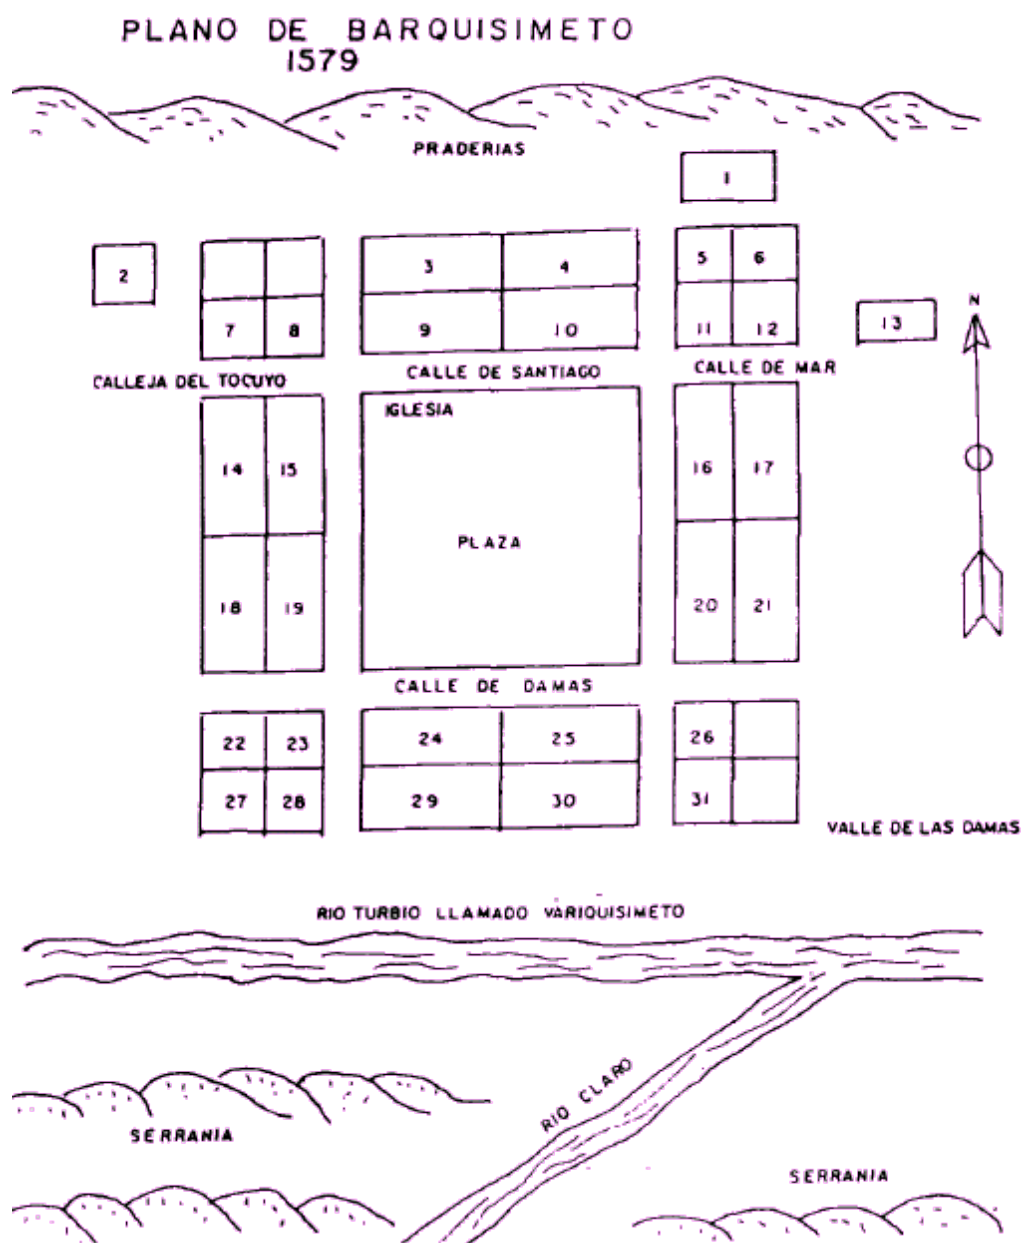 PLANO DE BARQUISIMETO
1579
PRADERIAS
1
2
3 4
5 6
7 8
9 10
11 12
13
N
CALLEJA DEL TOCUYO
CALLE DE SANTIAGO
CALLE DE MAR
IGLESIA
14 15
16 17
PLAZA
18 19
20 21
CALLE DE DAMAS
22 23
24 25
26
27 28
29 30
31
VALLE DE LAS DAMAS
RIO TURBIO LLAMADO VARIQUISIMETO
RIO CLARO
SERRANIA
SERRANIA